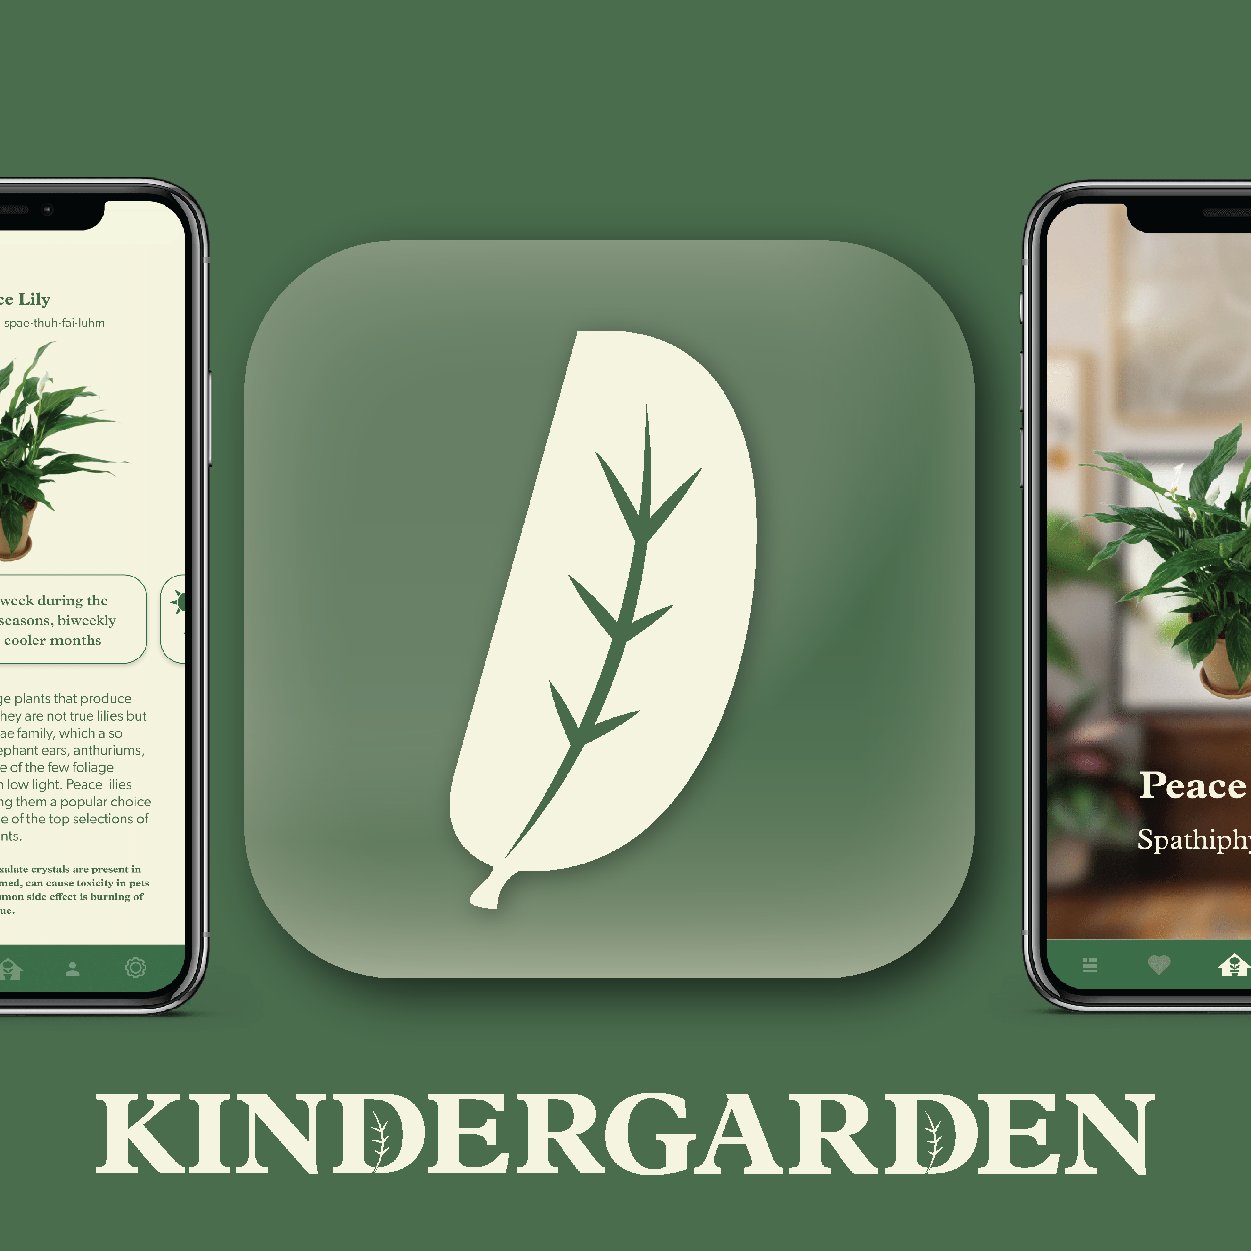 ce Lily
spae-thuh-fai-luhm
week during the
seasons, biweekly
cooler months
ge plants that produce
hey are not true lilies but
ae family, which a so
ephant ears, anthuriums,
e of the few foliage
n low light. Peace ilies
ng them a popular choice
e of the top selections of
nts.
xalate crystals are present in
med, can cause toxicity in pets
mon side effect is burning of
ue.
Peace
Spathiphy
KINDERGARDEN